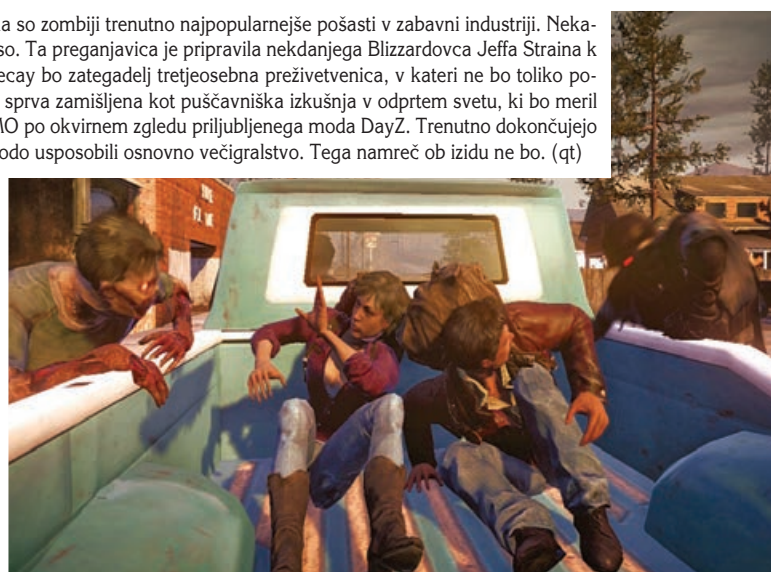 a so zombiji trenutno najpopularnejše pošasti v zabavni industriji. Neka-
so. Ta preganjavica je pripravila nekdanjega Blizzardovca Jeffa Straina k
ecay bo zategadelj tretjeosebna preživetvenica, v kateri ne bo toliko po-
sprva zamišljena kot puščavniška izkušnja v odprtem svetu, ki bo meril
MO po okvirnem zgledu priljubljenega moda DayZ. Trenutno dokončujejo
odo usposobili osnovno večigralstvo. Tega namreč ob izidu ne bo. (qt)